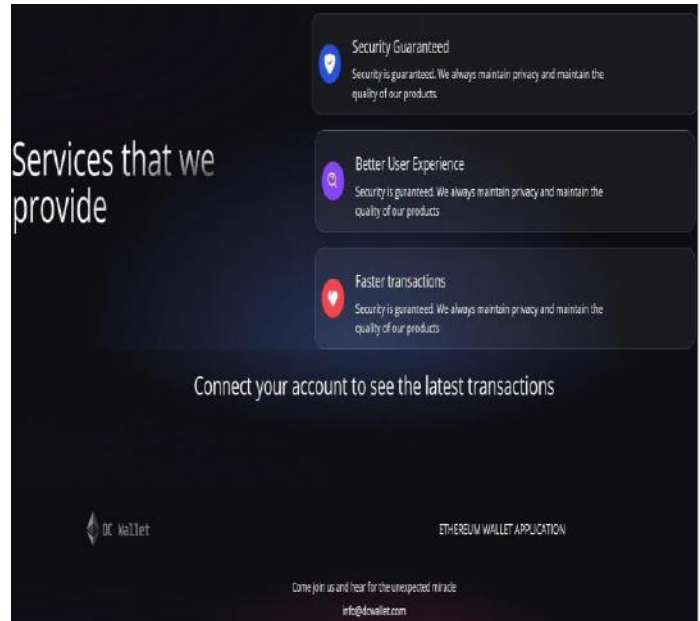 Security Guaranteed
Security is guaranteed. We always maintain privacy and maintain the
quality of our products.
Services that we
provide
Better User Experience
Security is guranteed. We always maintain privacy and maintain the
quality of our products
Faster transactions
Security is guranteed. We always maintain privacy and maintain the
quality of our products
Connect your account to see the latest transactions
DC Wallet
ETHEREUM WALLET APPLICATION
Come join us and hear for the unexpected miracle
info@dcwallet.com